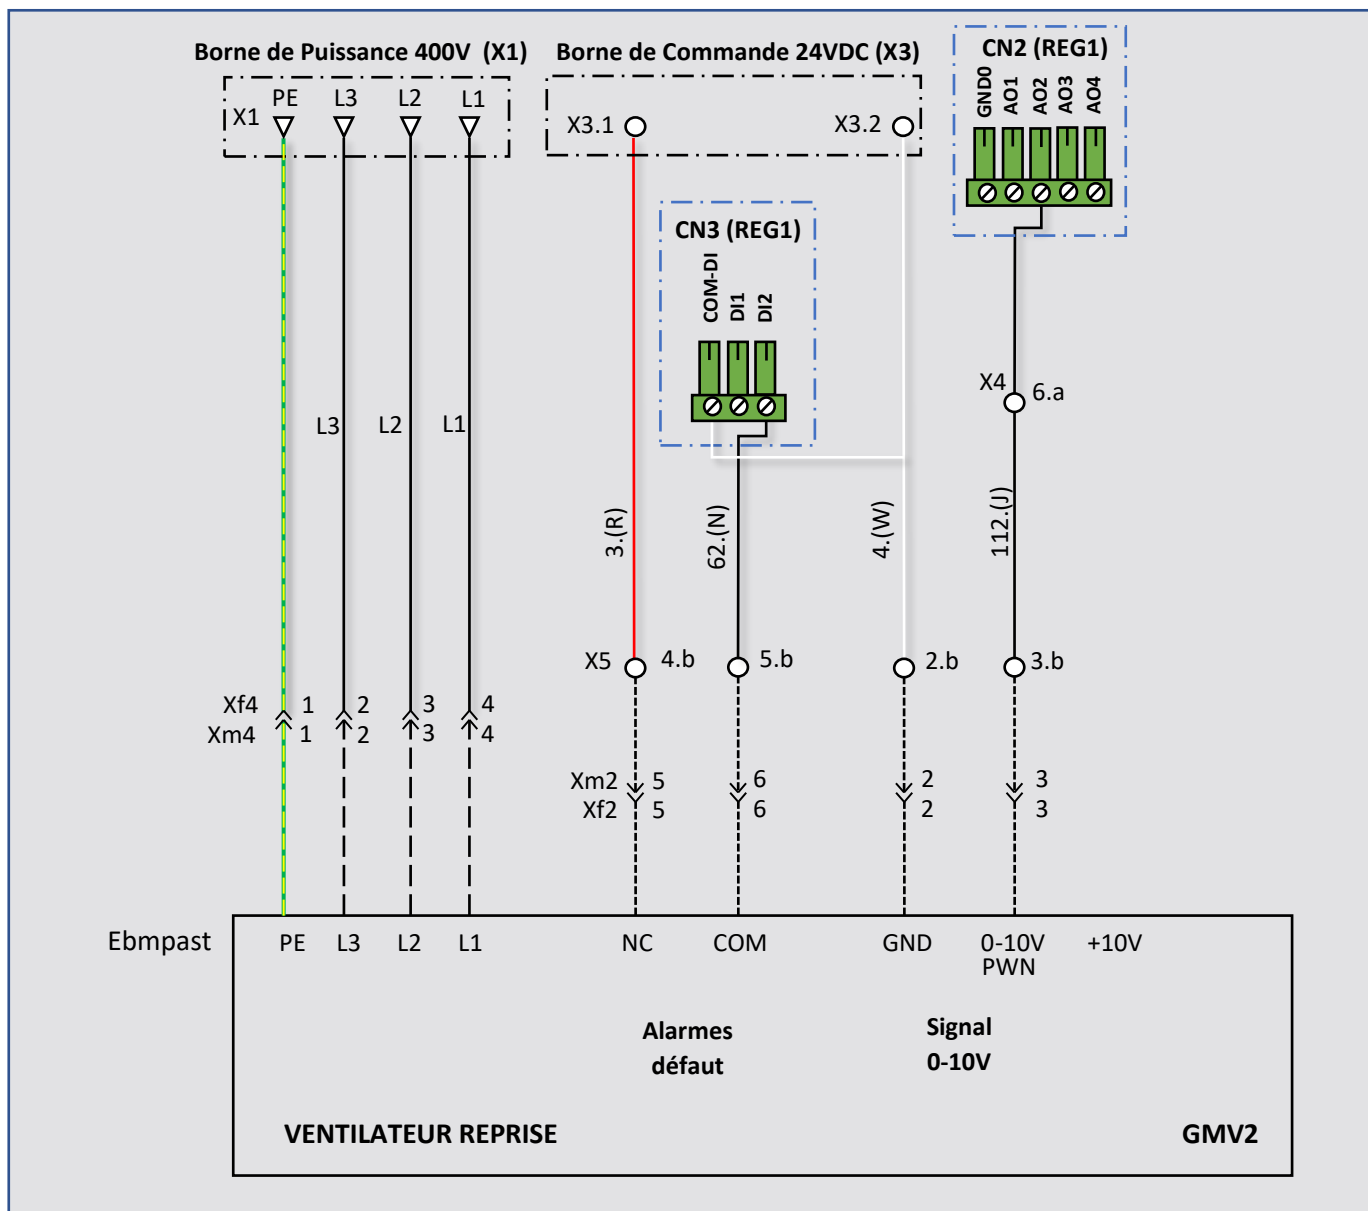 Borne de Puissance 400V (X1)
Borne de Commande 24VDC (X3)
CN2 (REG1)
GND0
AO1
AO2
AO3
AO4
X1
PE
L3
L2
L1
X3.1
X3.2
CN3 (REG1)
COM-DI
DI1
DI2
X4
6.a
L3
L2
L1
3.(R)
62.(N)
4.(W)
112.(J)
X5
4.b
5.b
2.b
3.b
Xf4
1
2
3
4
Xm4
1
2
3
4
Xm2
5
6
2
3
Xf2
5
6
2
3
Ebmpast
PE
L3
L2
L1
NC
COM
GND
0-10V
PWN
+10V
Alarmes
défaut
Signal
0-10V
VENTILATEUR REPRISE
GMV2